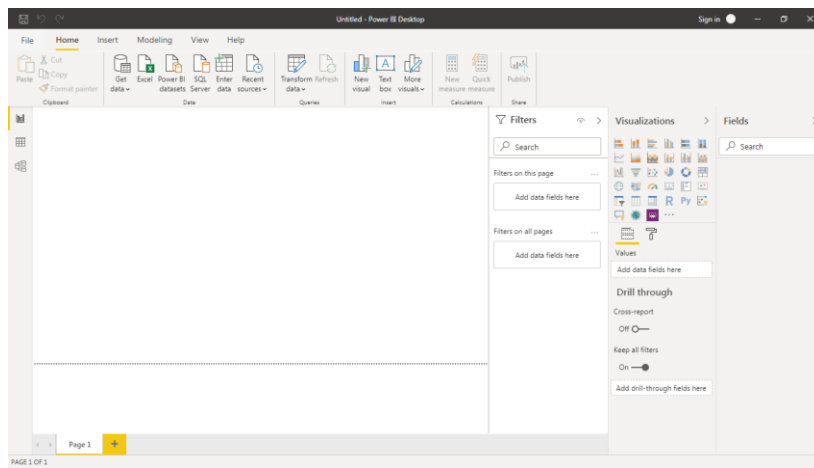 Untitled - Power BI Desktop
Sign in
File Home Insert Modeling View Help
Paste
Cut
Copy
Format painter
Clipboard
Get data
Excel
Power BI datasets
SQL Server
Enter data
Recent sources
Data
Transform data
Refresh
Queries
New visual
Text box
More visuals
Insert
New measure
Quick measure
Calculations
Publish
Share
Filters
Search
Filters on this page
Add data fields here
Filters on all pages
Add data fields here
Visualizations
R Py
Values
Add data fields here
Drill through
Cross-report
Off
Keep all filters
On
Add drill-through fields here
Fields
Search
Page 1
PAGE 1 OF 1